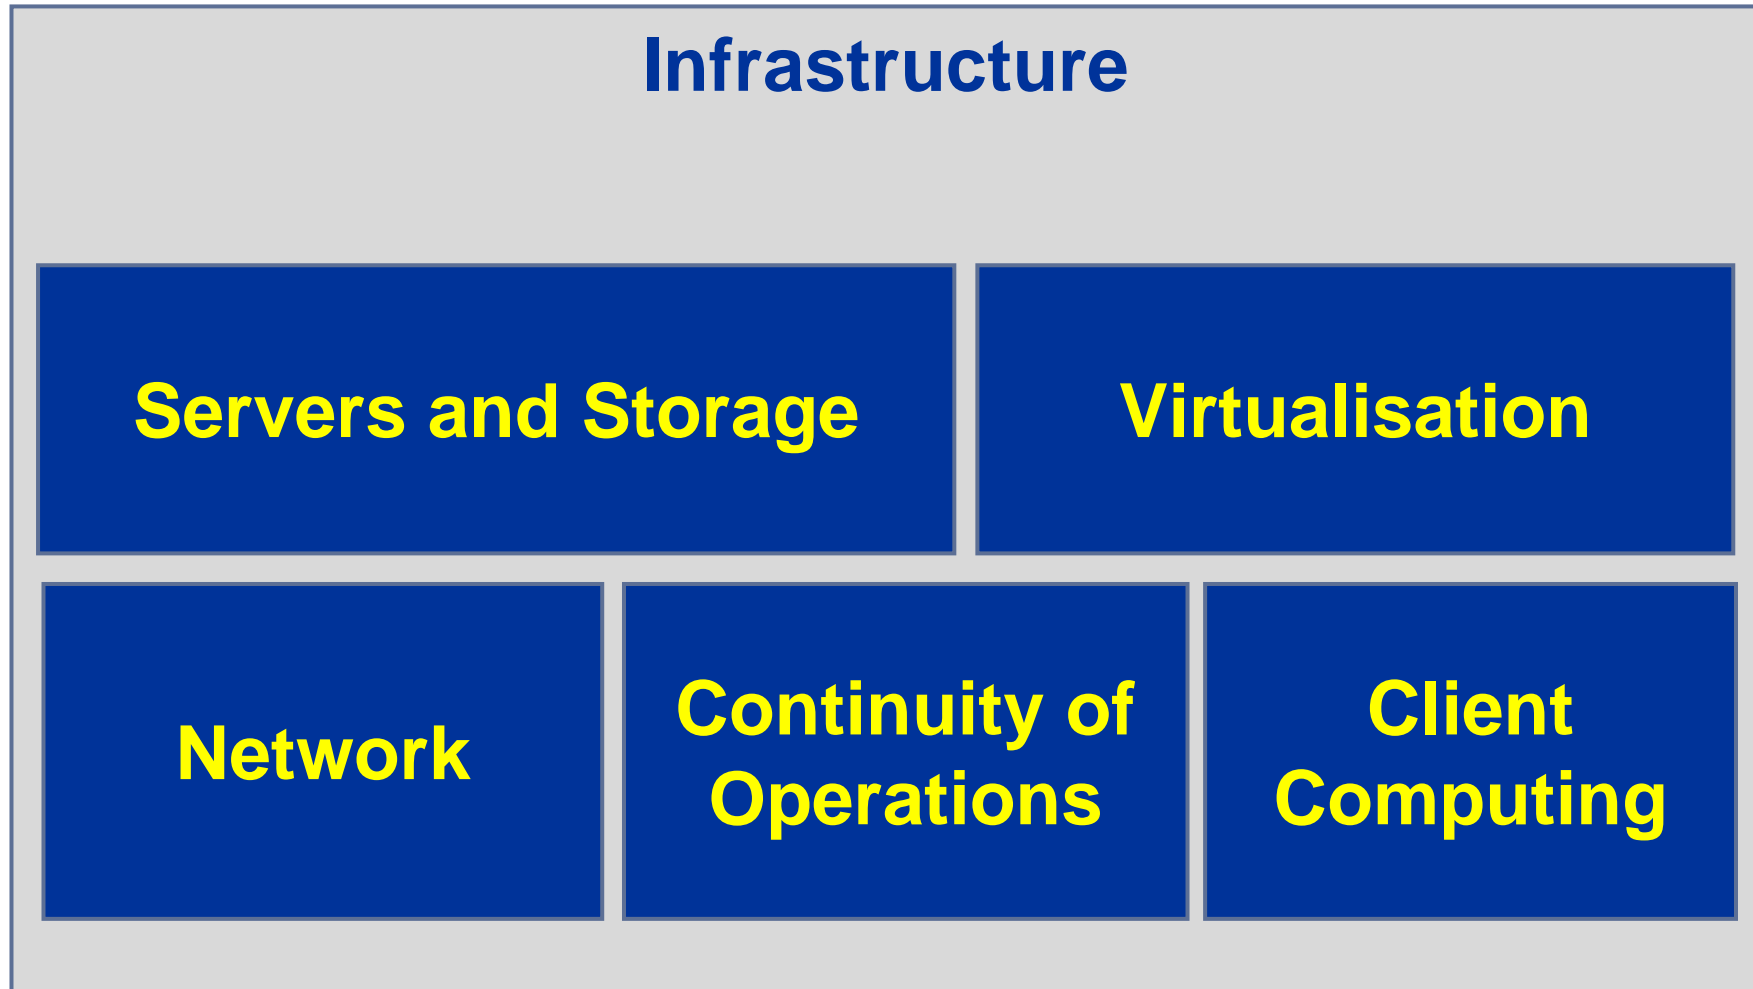 Infrastructure
Servers and Storage
Virtualisation
Network
Continuity of
Operations
Client
Computing